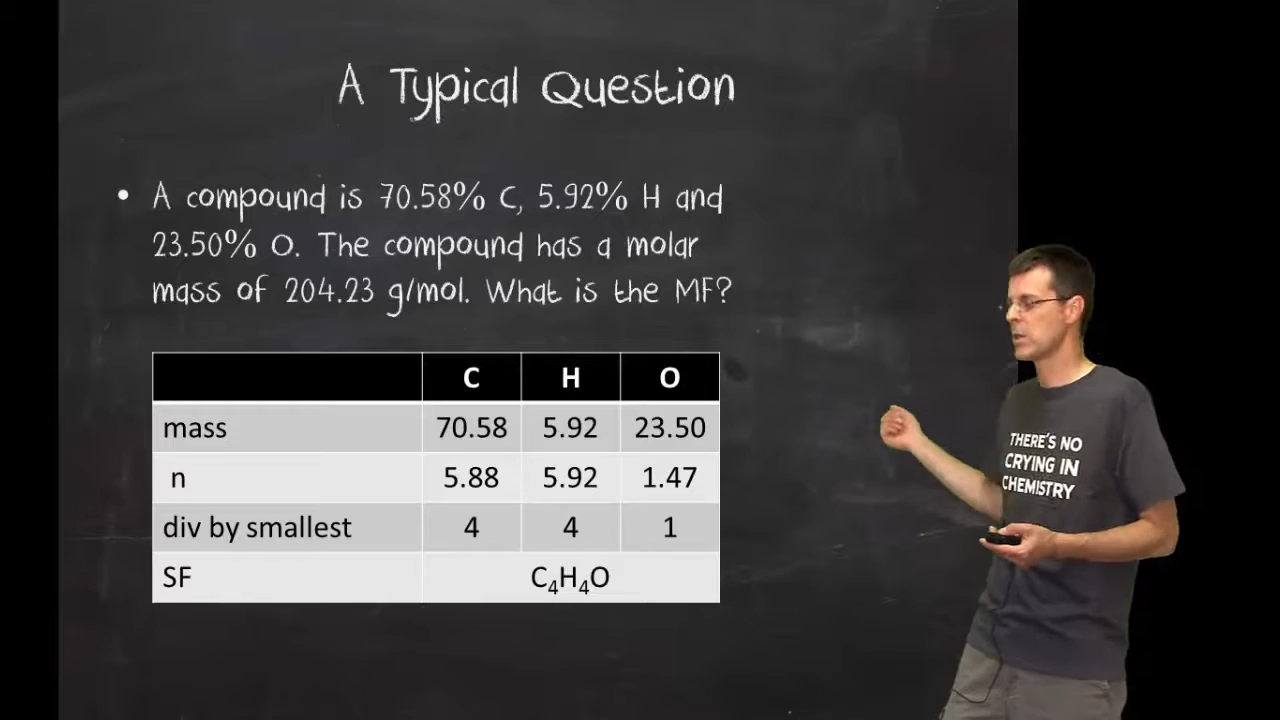 A Typical Question
• A compound is 70.58% C, 5.92% H and
23.50% O. The compound has a molar
mass of 204.23 g/mol. What is the MF?
C H O
mass 70.58 5.92 23.50
n 5.88 5.92 1.47
div by smallest 4 4 1
SF C₄H₄O
THERE'S NO
CRYING IN
CHEMISTRY